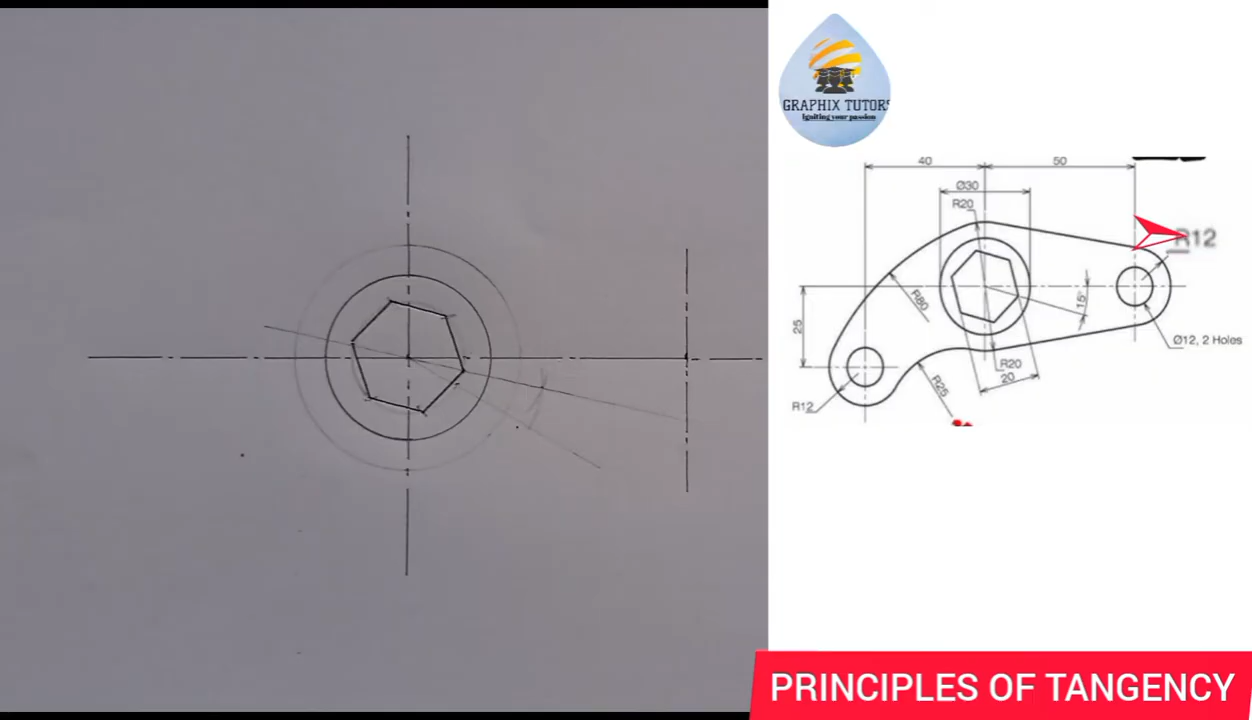 GRAPHIX TUTORS
Igniting your passion
40
50
Ø30
R20
R12
R80
15°
25
Ø12, 2 Holes
R20
20
R25
R12
PRINCIPLES OF TANGENCY